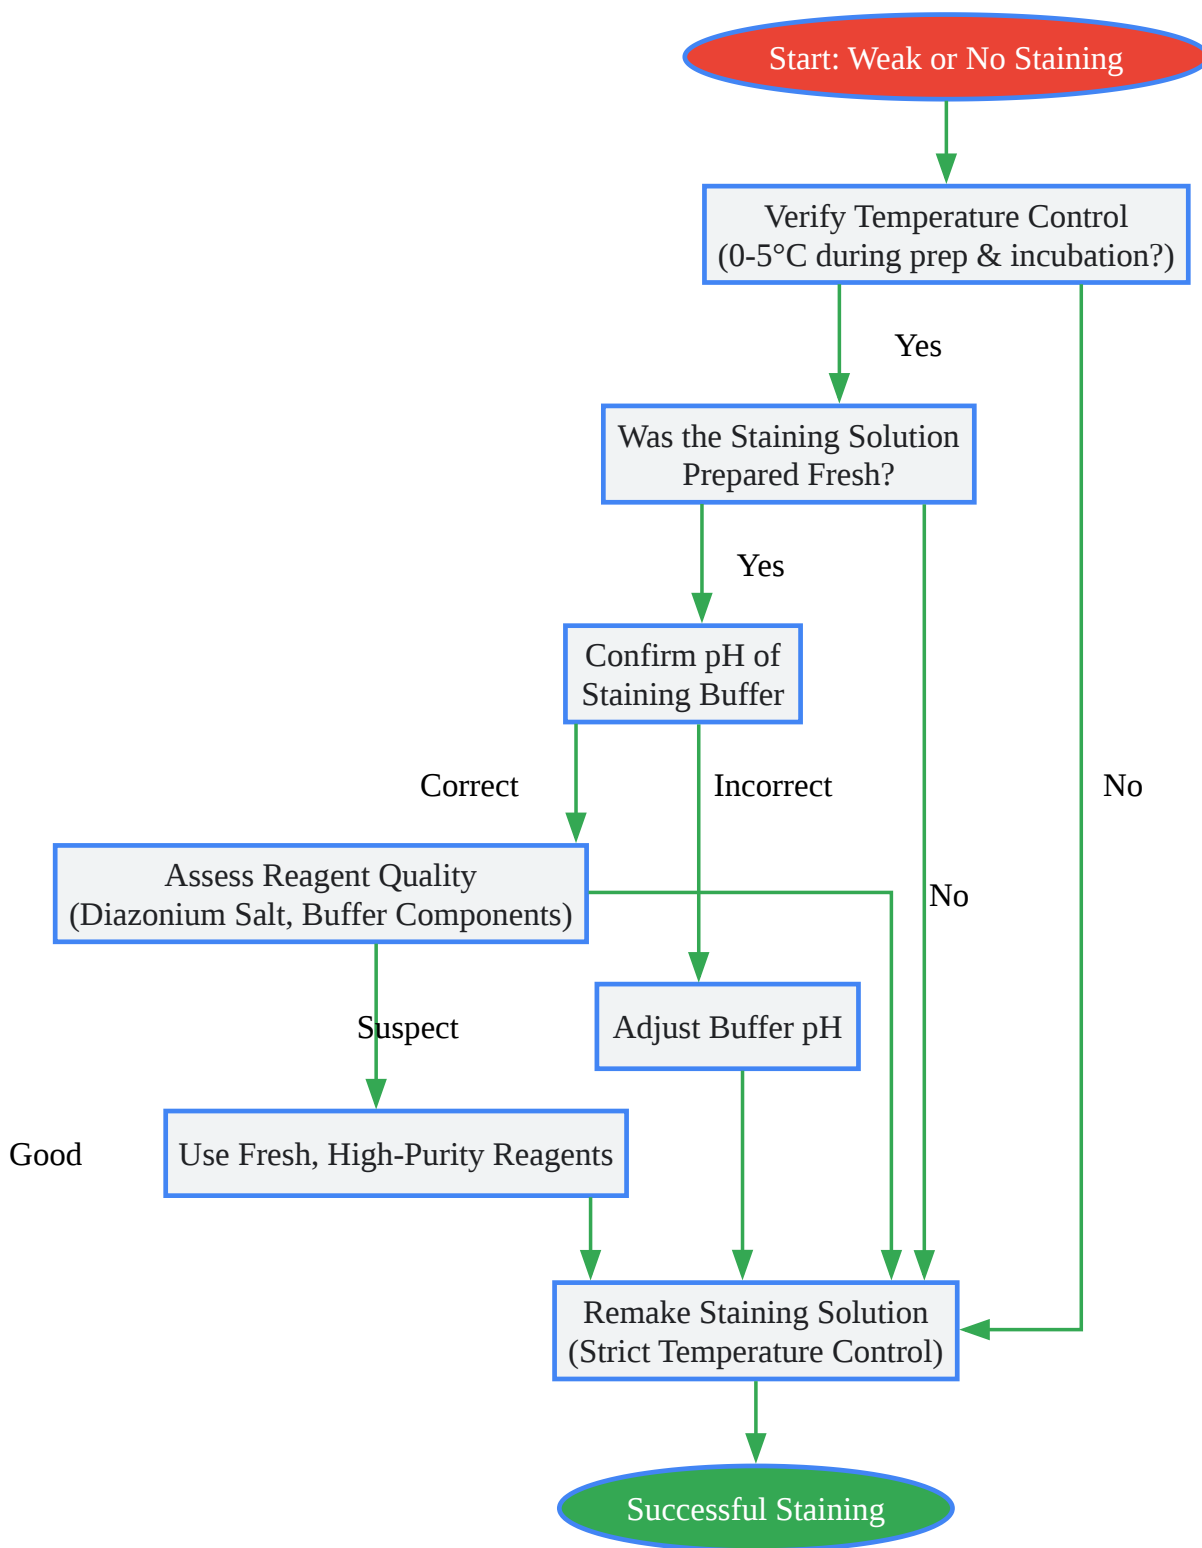 Start: Weak or No Staining
Verify Temperature Control
(0-5°C during prep & incubation?)
Yes
Was the Staining Solution
Prepared Fresh?
Yes
Confirm pH of
Staining Buffer
Correct
Incorrect
No
Assess Reagent Quality
(Diazonium Salt, Buffer Components)
No
Suspect
Adjust Buffer pH
Good
Use Fresh, High-Purity Reagents
Remake Staining Solution
(Strict Temperature Control)
Successful Staining